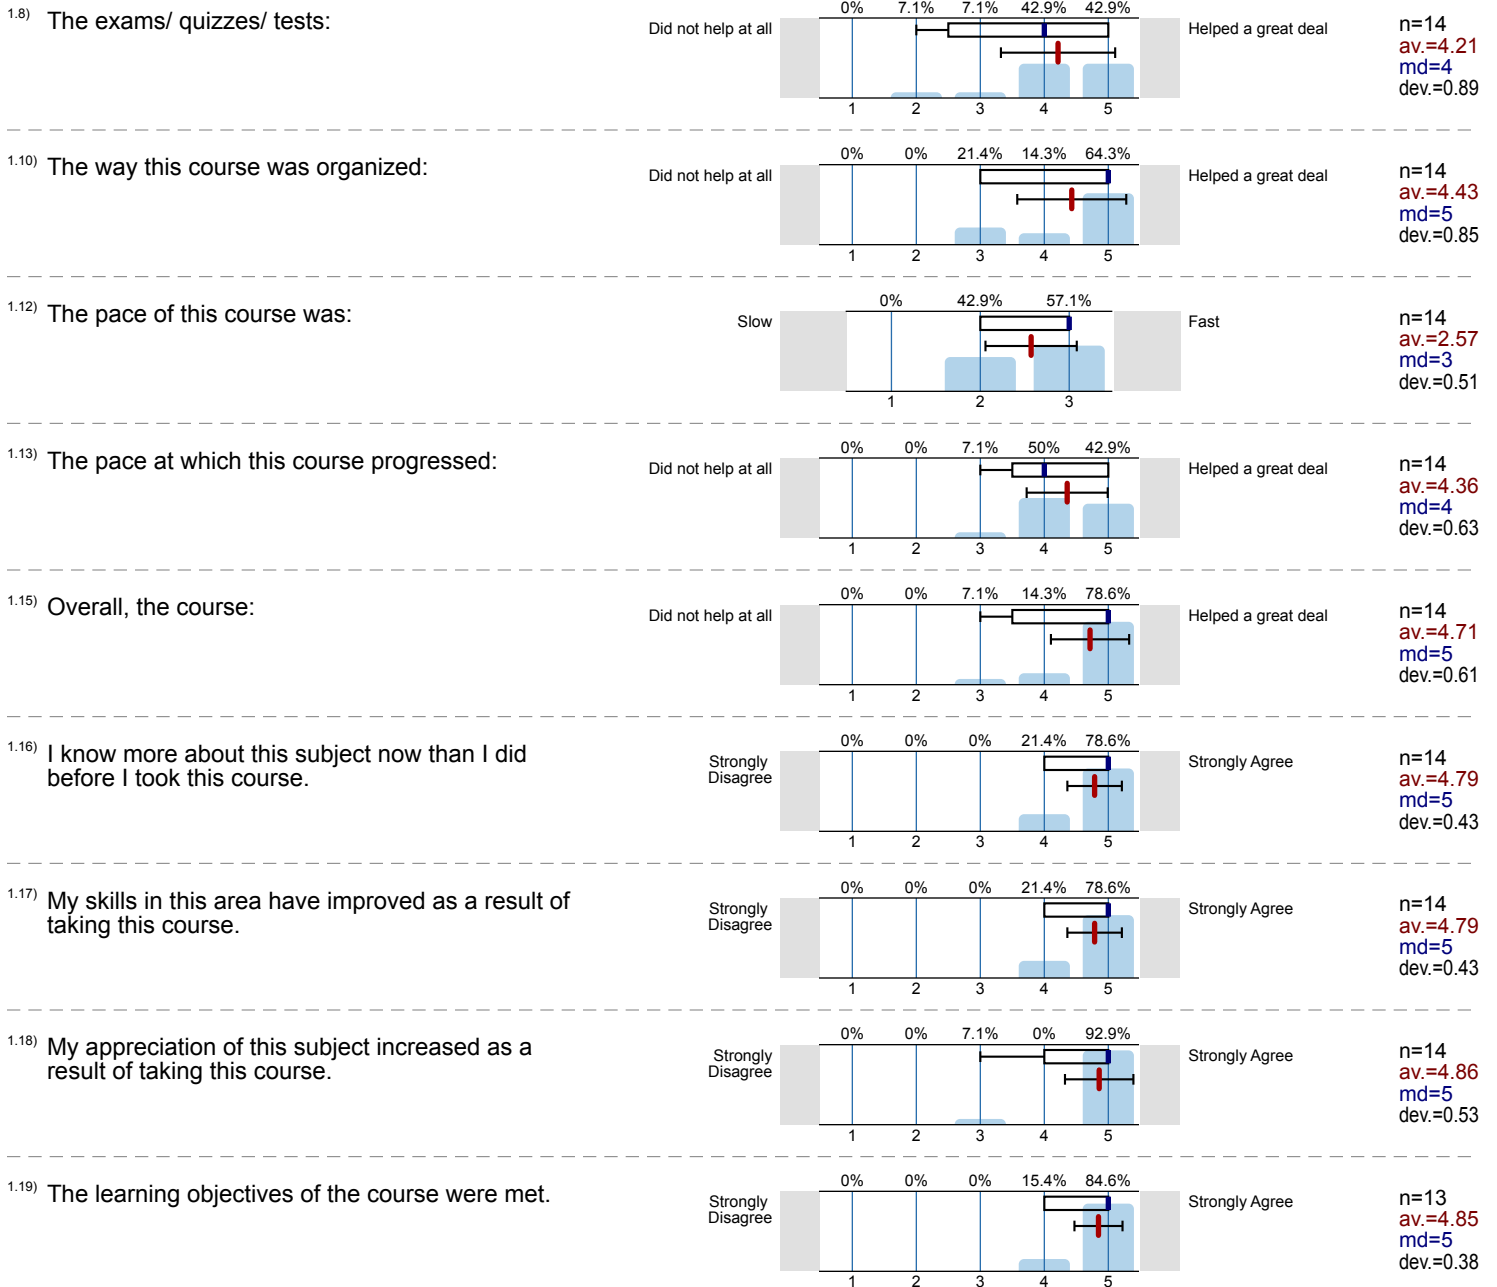 1.8) The exams/ quizzes/ tests:
Did not help at all
0% 7.1% 7.1% 42.9% 42.9%
1 2 3 4 5
Helped a great deal
n=14
av.=4.21
md=4
dev.=0.89
1.10) The way this course was organized:
Did not help at all
0% 0% 21.4% 14.3% 64.3%
1 2 3 4 5
Helped a great deal
n=14
av.=4.43
md=5
dev.=0.85
1.12) The pace of this course was:
Slow
0% 42.9% 57.1%
1 2 3
Fast
n=14
av.=2.57
md=3
dev.=0.51
1.13) The pace at which this course progressed:
Did not help at all
0% 0% 7.1% 50% 42.9%
1 2 3 4 5
Helped a great deal
n=14
av.=4.36
md=4
dev.=0.63
1.15) Overall, the course:
Did not help at all
0% 0% 7.1% 14.3% 78.6%
1 2 3 4 5
Helped a great deal
n=14
av.=4.71
md=5
dev.=0.61
1.16) I know more about this subject now than I did
before I took this course.
Strongly
Disagree
0% 0% 0% 21.4% 78.6%
1 2 3 4 5
Strongly Agree
n=14
av.=4.79
md=5
dev.=0.43
1.17) My skills in this area have improved as a result of
taking this course.
Strongly
Disagree
0% 0% 0% 21.4% 78.6%
1 2 3 4 5
Strongly Agree
n=14
av.=4.79
md=5
dev.=0.43
1.18) My appreciation of this subject increased as a
result of taking this course.
Strongly
Disagree
0% 0% 7.1% 0% 92.9%
1 2 3 4 5
Strongly Agree
n=14
av.=4.86
md=5
dev.=0.53
1.19) The learning objectives of the course were met.
Strongly
Disagree
0% 0% 0% 15.4% 84.6%
1 2 3 4 5
Strongly Agree
n=13
av.=4.85
md=5
dev.=0.38